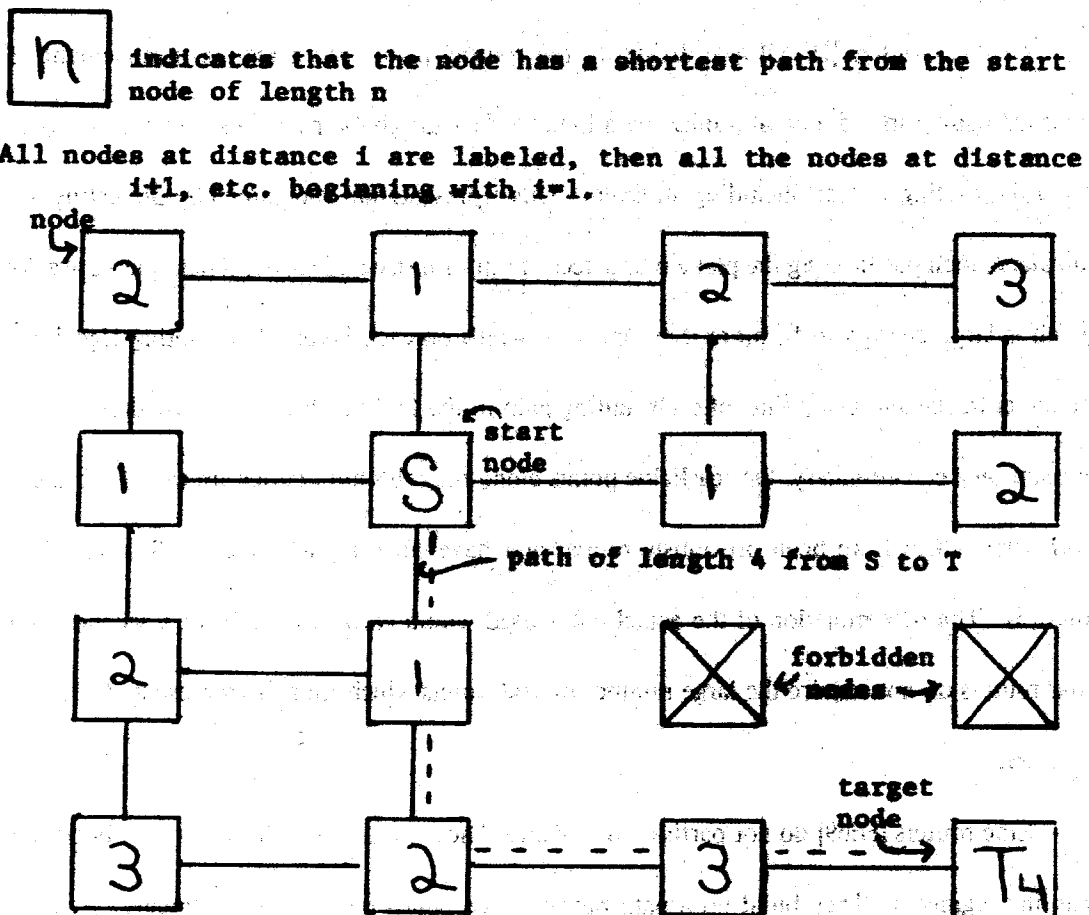 n indicates that the node has a shortest path from the start
node of length n
All nodes at distance i are labeled, then all the nodes at distance
i+1, etc. beginning with i=1.
node
2 1 2 3
start
node
1 S 1 2
path of length 4 from S to T
2 1
forbidden
nodes
target
node
3 2 3 T4